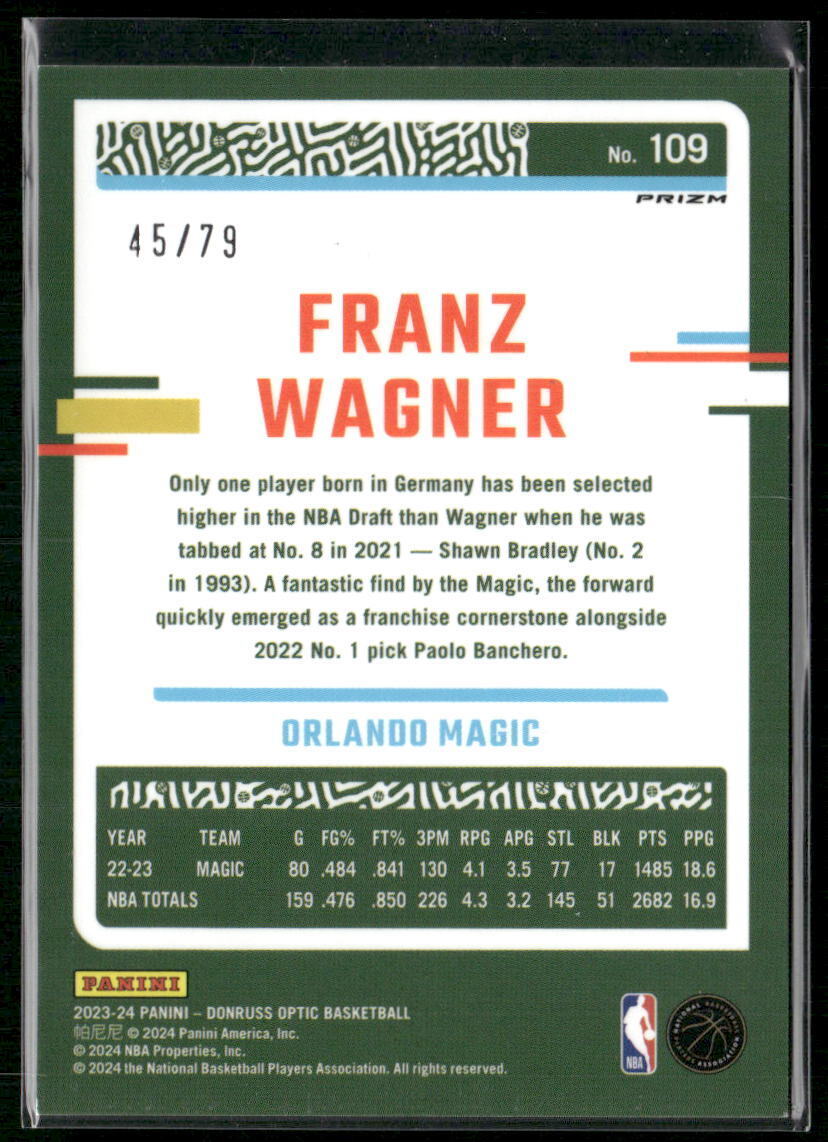 No. 109
PRIZM
45/79
FRANZ
WAGNER
Only one player born in Germany has been selected
higher in the NBA Draft than Wagner when he was
tabbed at No. 8 in 2021 — Shawn Bradley (No. 2
in 1993). A fantastic find by the Magic, the forward
quickly emerged as a franchise cornerstone alongside
2022 No. 1 pick Paolo Banchero.
ORLANDO MAGIC
YEAR TEAM G FG% FT% 3PM RPG APG STL BLK PTS PPG
22-23 MAGIC 80 .484 .841 130 4.1 3.5 77 17 1485 18.6
NBA TOTALS 159 .476 .850 226 4.3 3.2 145 51 2682 16.9
PANINI
2023-24 PANINI – DONRUSS OPTIC BASKETBALL
帕尼尼 © 2024 Panini America, Inc.
© 2024 NBA Properties, Inc.
© 2024 the National Basketball Players Association. All rights reserved.
NBA
NATIONAL BASKETBALL PLAYERS ASSOCIATION